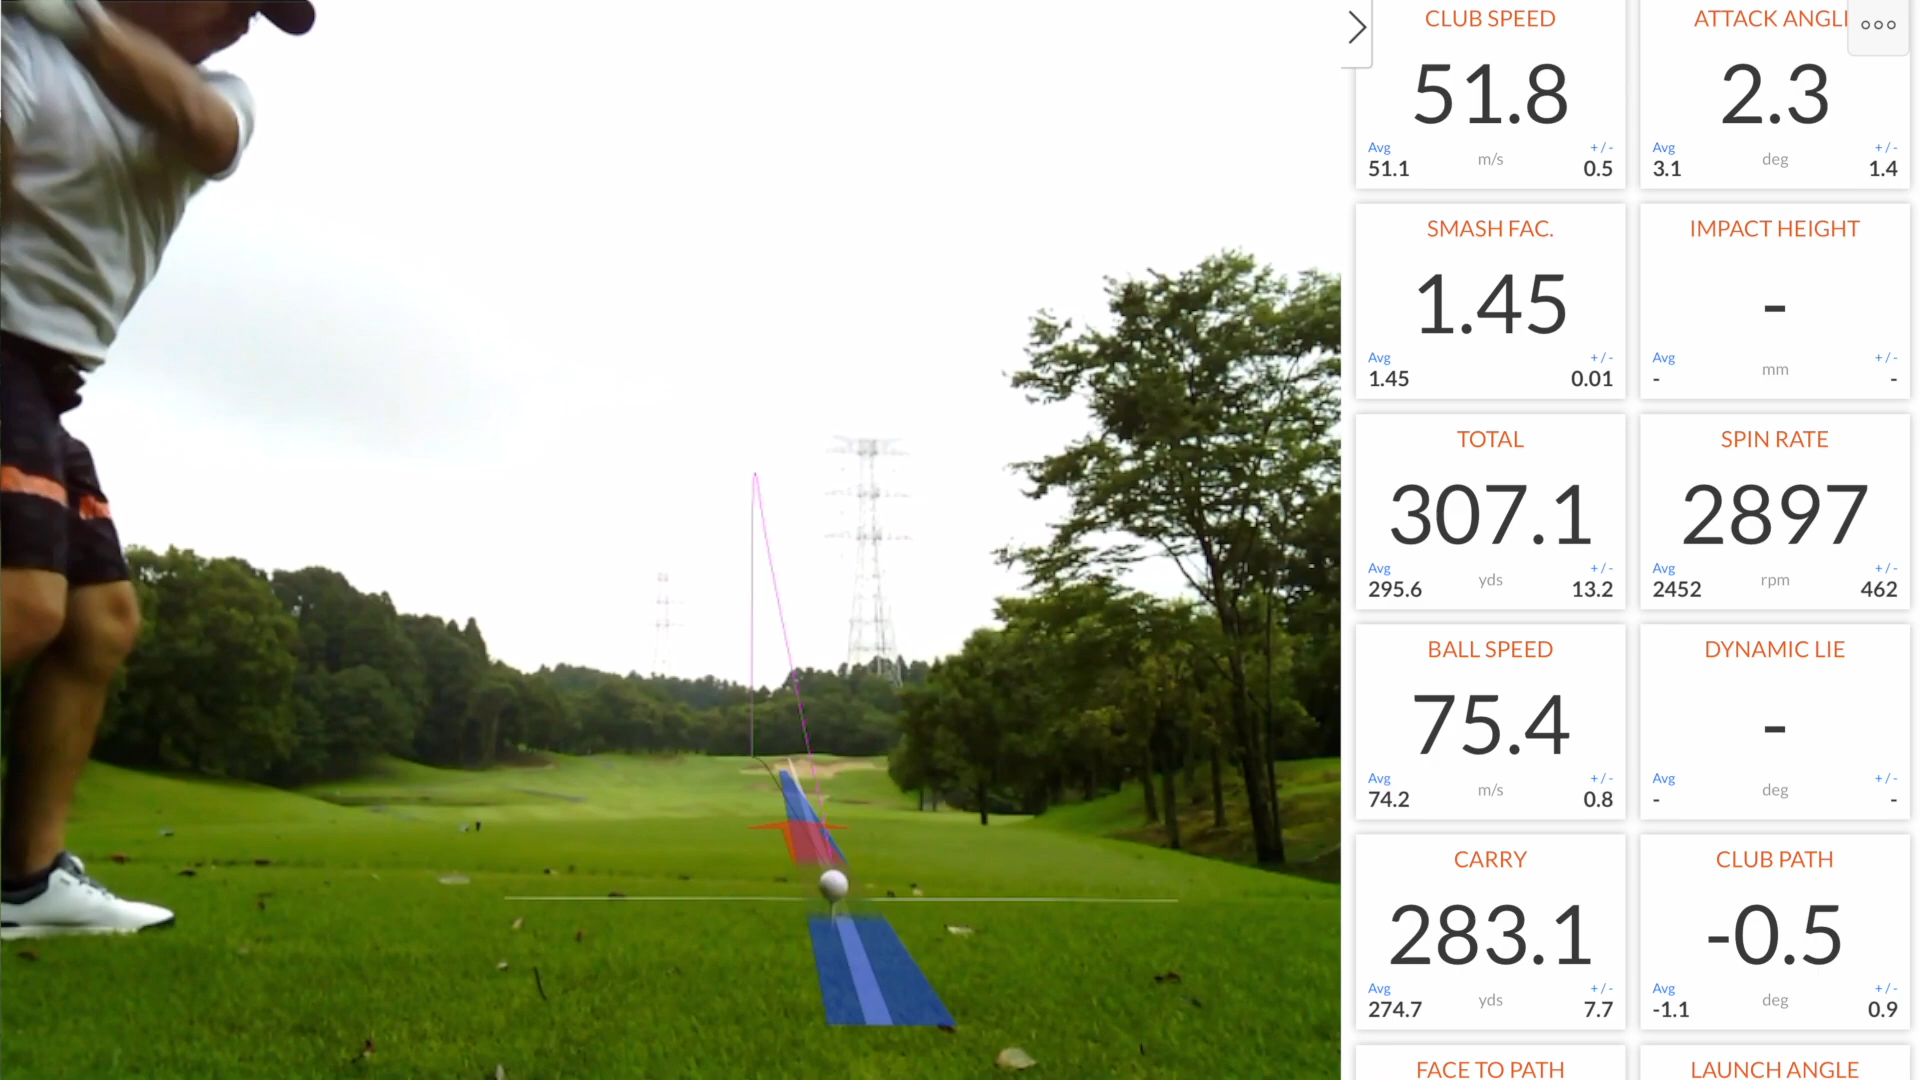 CLUB SPEED
51.8
Avg
m/s
+/-
51.1
0.5
ATTACK ANGL
2.3
Avg
deg
+/-
3.1
1.4
SMASH FAC.
1.45
Avg
+/-
1.45
0.01
IMPACT HEIGHT
-
Avg
mm
+/-
-
-
TOTAL
307.1
Avg
yds
+/-
295.6
13.2
SPIN RATE
2897
Avg
rpm
+/-
2452
462
BALL SPEED
75.4
Avg
m/s
+/-
74.2
0.8
DYNAMIC LIE
-
Avg
deg
+/-
-
-
CARRY
283.1
Avg
yds
+/-
274.7
7.7
CLUB PATH
-0.5
Avg
deg
+/-
-1.1
0.9
FACE TO PATH
LAUNCH ANGLE